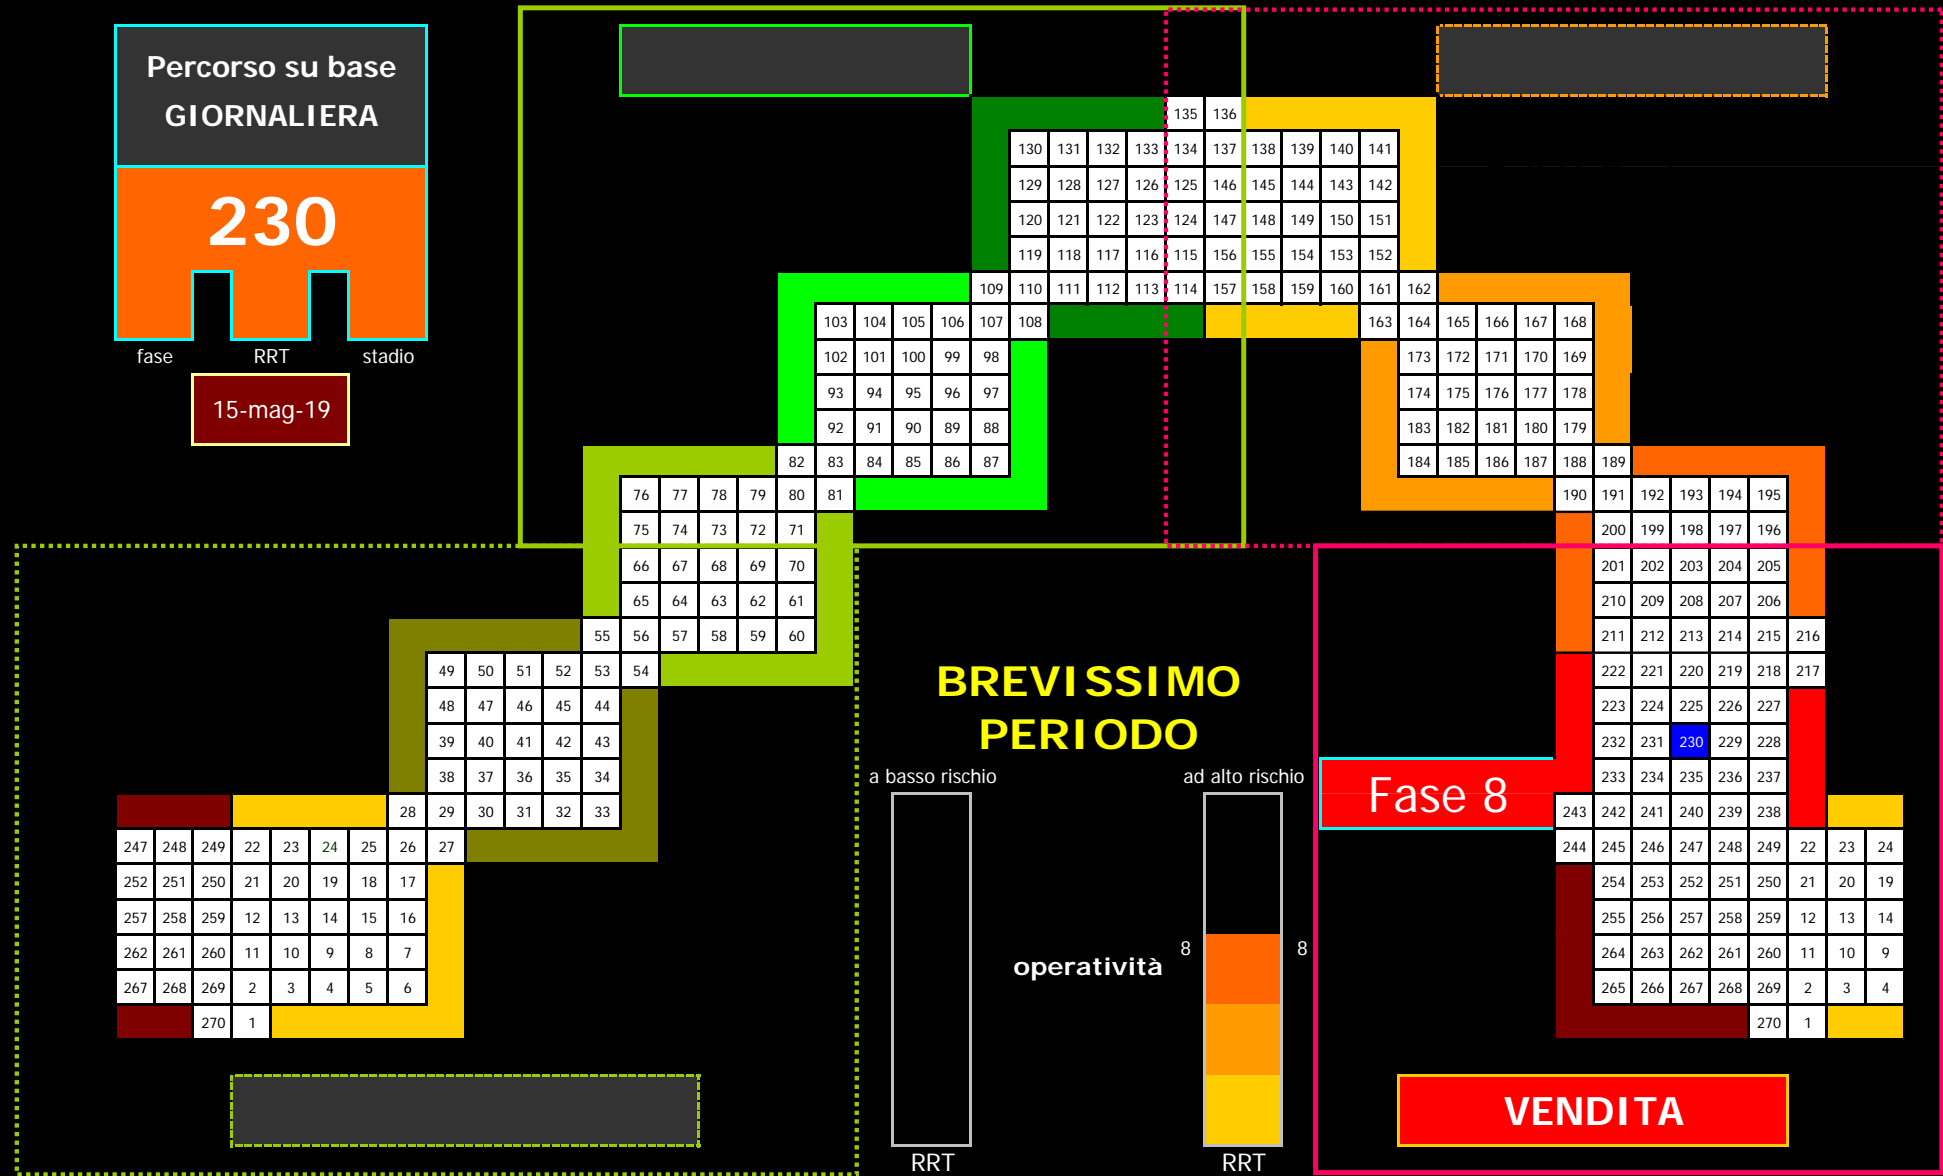 Percorso su base
GIORNALIERA
230
fase RRT stadio
15-mag-19
135 136
130 131 132 133 134 137 138 139 140 141
129 128 127 126 125 146 145 144 143 142
120 121 122 123 124 147 148 149 150 151
119 118 117 116 115 156 155 154 153 152
109 110 111 112 113 114 157 158 159 160 161 162
103 104 105 106 107 108 163 164 165 166 167 168
102 101 100 99 98 173 172 171 170 169
93 94 95 96 97 174 175 176 177 178
92 91 90 89 88 183 182 181 180 179
82 83 84 85 86 87 184 185 186 187 188 189
76 77 78 79 80 81 190 191 192 193 194 195
75 74 73 72 71 200 199 198 197 196
66 67 68 69 70 201 202 203 204 205
65 64 63 62 61 210 209 208 207 206
55 56 57 58 59 60 211 212 213 214 215 216
49 50 51 52 53 54 222 221 220 219 218 217
48 47 46 45 44 223 224 225 226 227
39 40 41 42 43 232 231 230 229 228
38 37 36 35 34 233 234 235 236 237
28 29 30 31 32 33 243 242 241 240 239 238
247 248 249 22 23 24 25 26 27 244 245 246 247 248 249 22 23 24
252 251 250 21 20 19 18 17 254 253 252 251 250 21 20 19
257 258 259 12 13 14 15 16 255 256 257 258 259 12 13 14
262 261 260 11 10 9 8 7 264 263 262 261 260 11 10 9
267 268 269 2 3 4 5 6 265 266 267 268 269 2 3 4
270 1 270 1
BREVISSIMO
PERIODO
a basso rischio ad alto rischio
Fase 8
8 8
operatività
VENDITA
RRT RRT